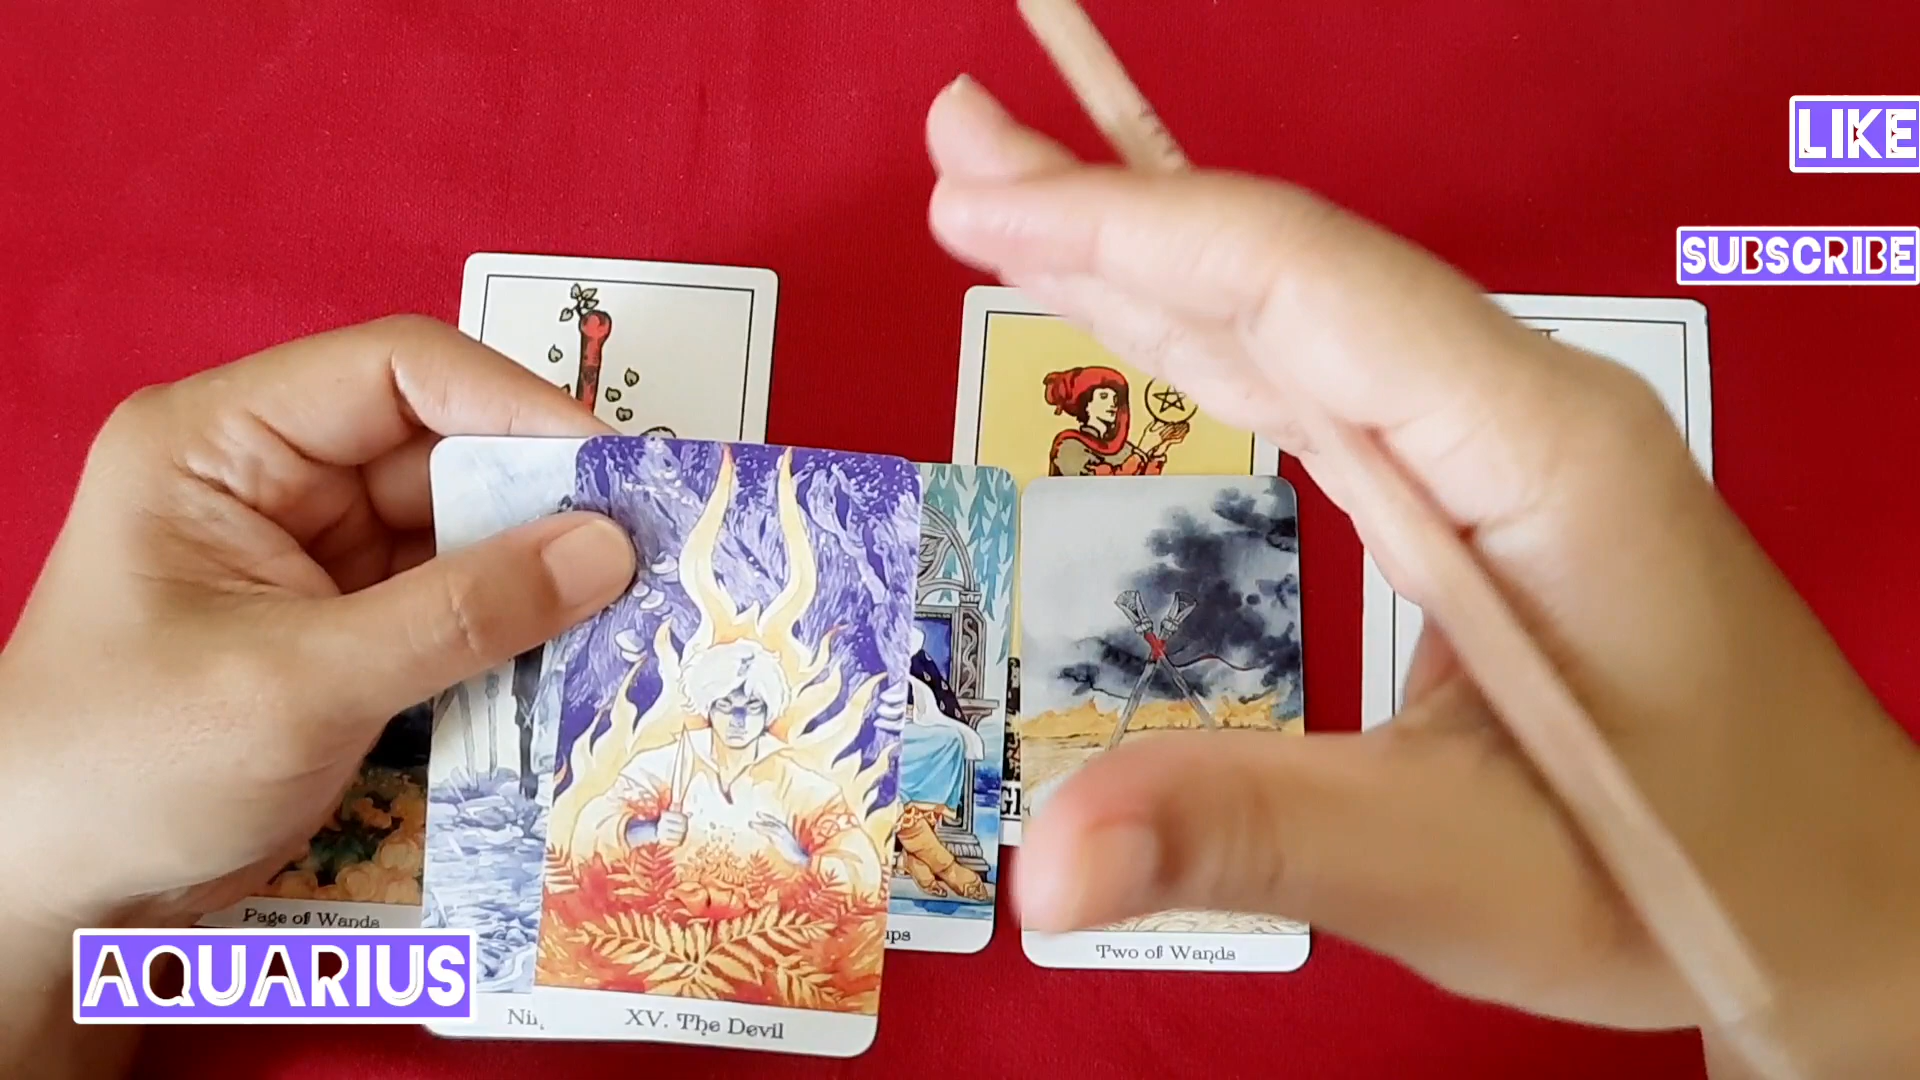 LIKE
SUBSCRIBE
Page of Wands
Two of Wands
AQUARIUS
XV. The Devil